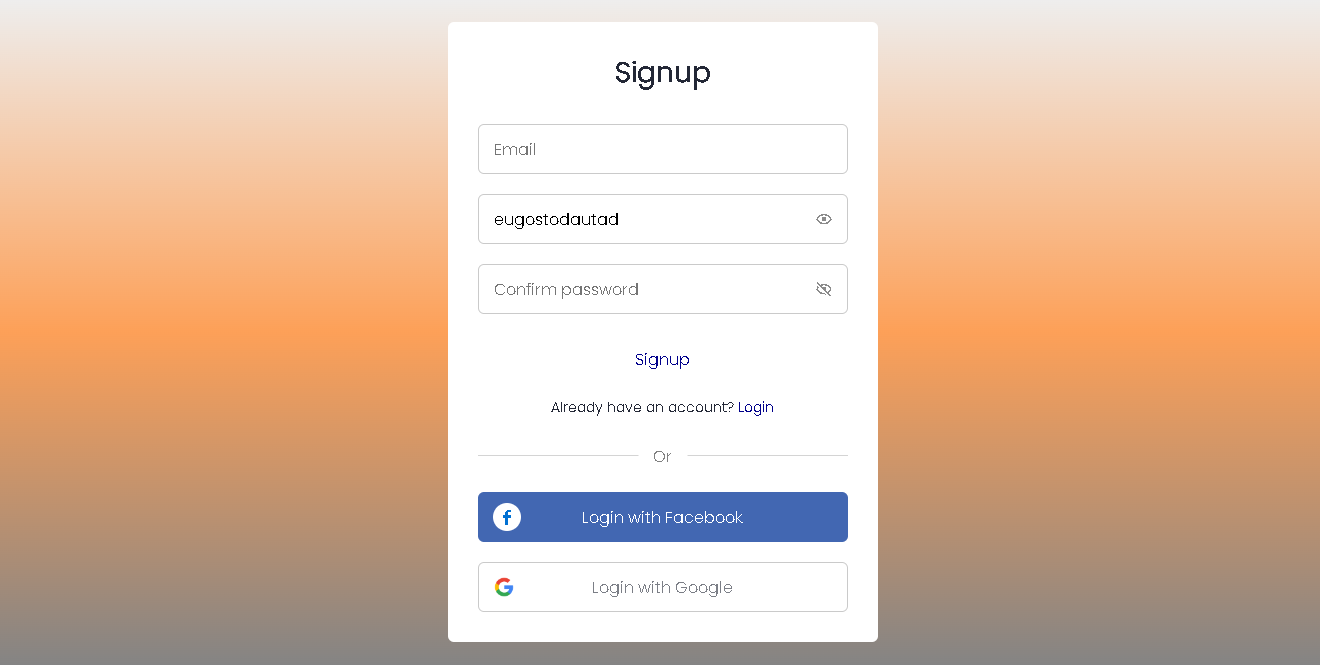 Signup
Email
eugostodautad
Confirm password
Signup
Already have an account? Login
Or
Login with Facebook
Login with Google